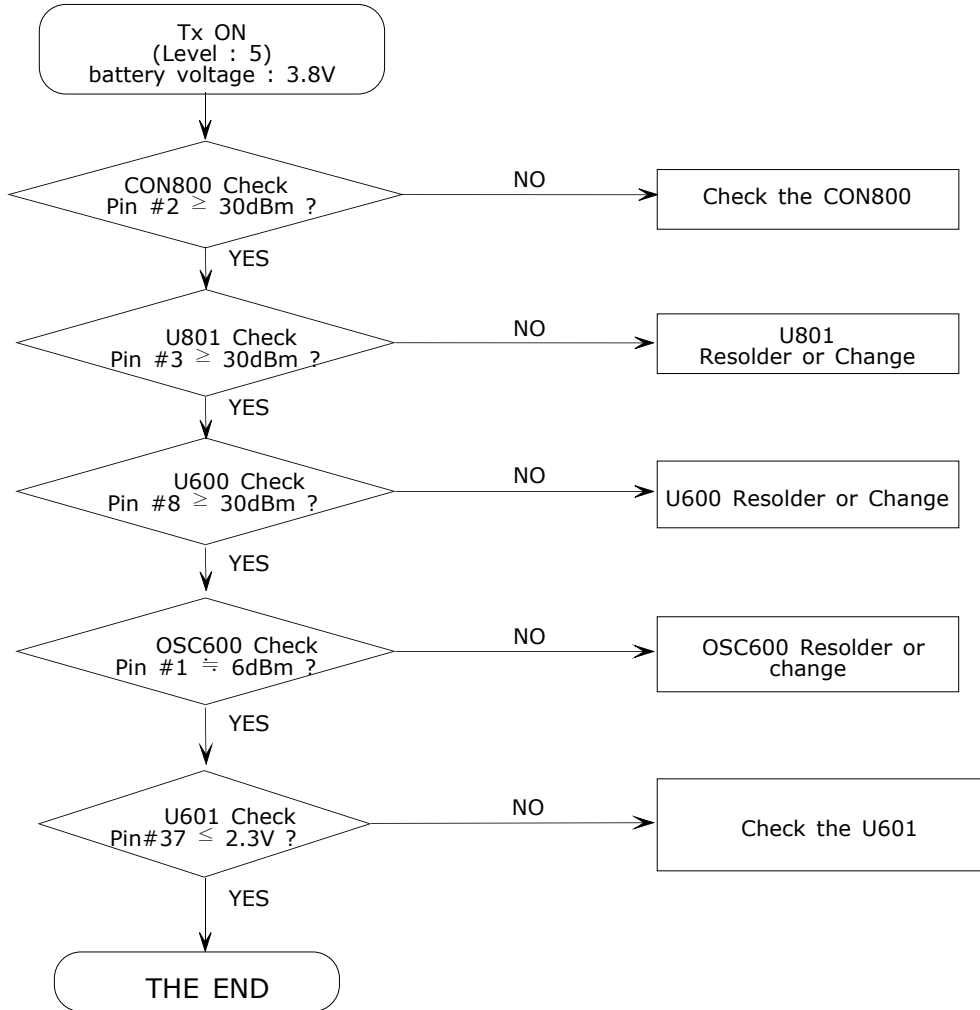 Tx ON
(Level : 5)
battery voltage : 3.8V
CON800 Check
Pin #2 ≥ 30dBm ?
NO
Check the CON800
YES
U801 Check
Pin #3 ≥ 30dBm ?
NO
U801
Resolder or Change
YES
U600 Check
Pin #8 ≥ 30dBm ?
NO
U600 Resolder or Change
YES
OSC600 Check
Pin #1 ≒ 6dBm ?
NO
OSC600 Resolder or
change
YES
U601 Check
Pin#37 ≤ 2.3V ?
NO
Check the U601
YES
THE END